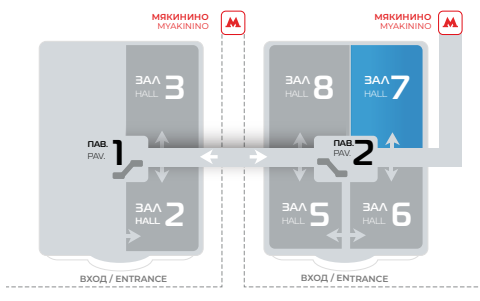 МЯКИНИНО
MYAKININO
М
МЯКИНИНО
MYAKININO
М
ЗАЛ 3
HALL
ЗАЛ 8
HALL
ЗАЛ 7
HALL
ПАВ. 1
PAV.
ПАВ. 2
PAV.
ЗАЛ 2
HALL
ЗАЛ 5
HALL
ЗАЛ 6
HALL
ВХОД / ENTRANCE
ВХОД / ENTRANCE